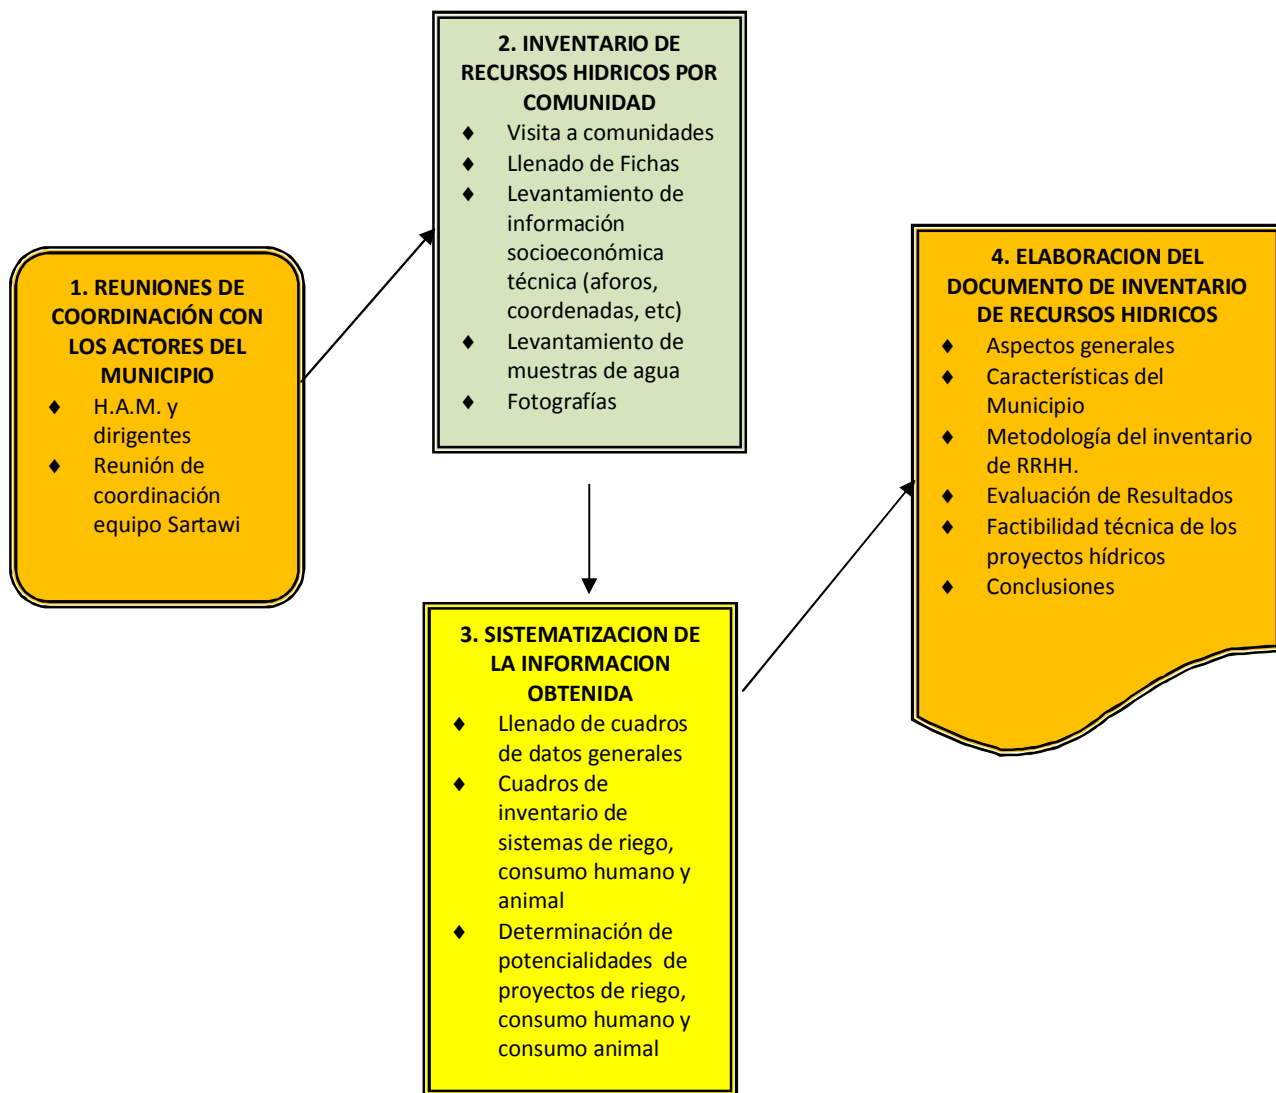 1. REUNIONES DE
COORDINACIÓN CON
LOS ACTORES DEL
MUNICIPIO
♦ H.A.M. y
dirigentes
♦ Reunión de
coordinación
equipo Sartawi
2. INVENTARIO DE
RECURSOS HIDRICOS POR
COMUNIDAD
♦ Visita a comunidades
♦ Llenado de Fichas
♦ Levantamiento de
información
socioeconómica
técnica (aforos,
coordenadas, etc)
♦ Levantamiento de
muestras de agua
♦ Fotografías
3. SISTEMATIZACION DE
LA INFORMACION
OBTENIDA
♦ Llenado de cuadros
de datos generales
♦ Cuadros de
inventario de
sistemas de riego,
consumo humano y
animal
♦ Determinación de
potencialidades de
proyectos de riego,
consumo humano y
consumo animal
4. ELABORACION DEL
DOCUMENTO DE INVENTARIO
DE RECURSOS HIDRICOS
♦ Aspectos generales
♦ Características del
Municipio
♦ Metodología del inventario
de RRHH.
♦ Evaluación de Resultados
♦ Factibilidad técnica de los
proyectos hídricos
♦ Conclusiones